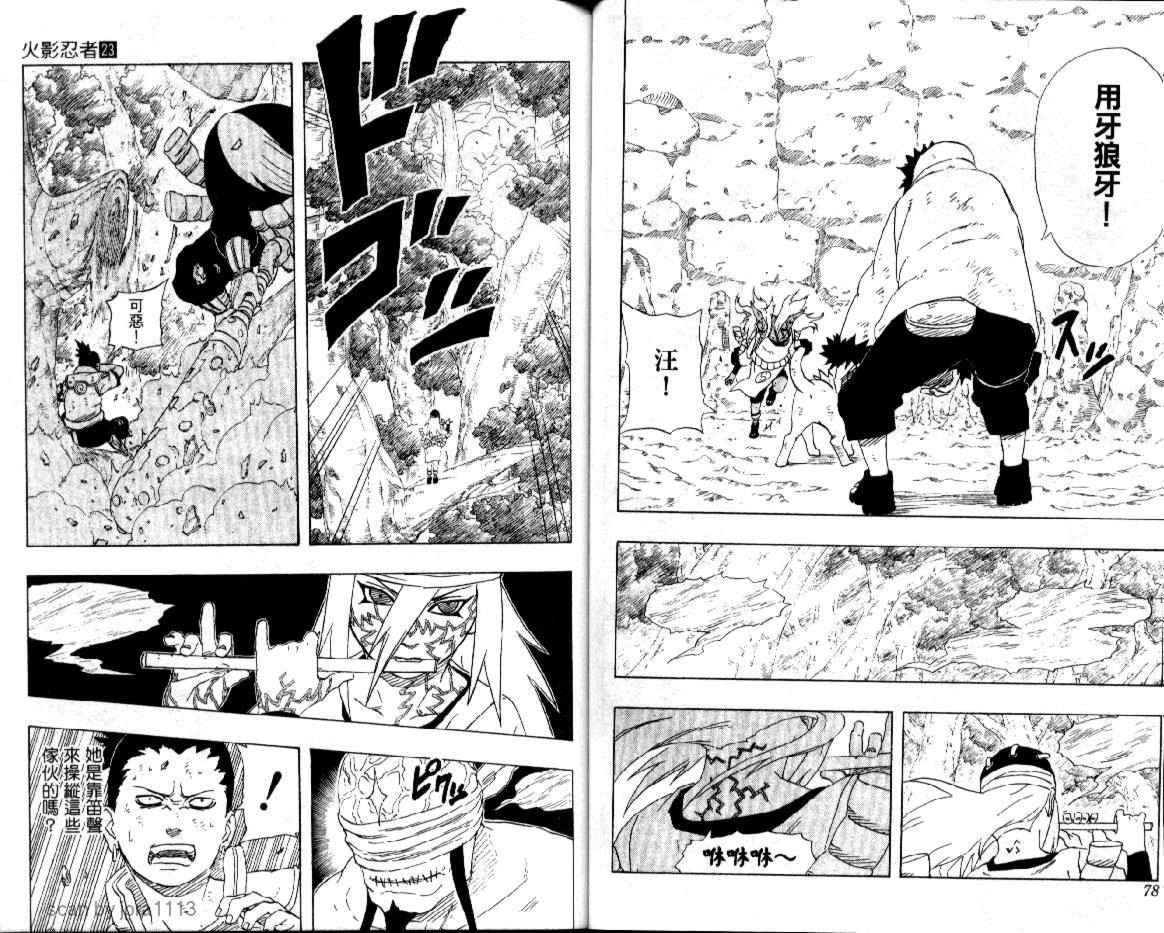 用牙狼牙！
ズッ
汪！
咻咻咻～
78
火影忍者23
ドゴッ
可惡！
！
ピクッ
她是靠笛聲
來操縱這些
傢伙的嗎？
scan by jora1113